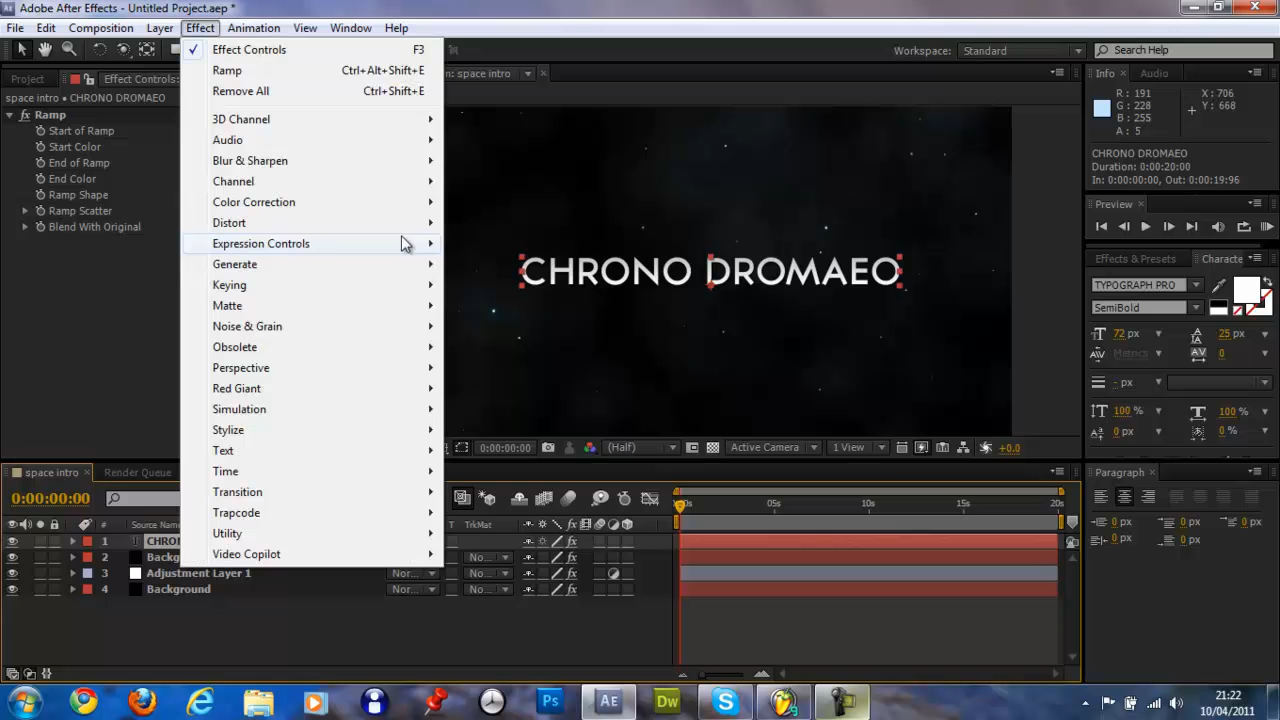 Adobe After Effects - Untitled Project.aep *
File Edit Composition Layer Effect Animation View Window Help
Workspace: Standard Search Help
Project Effect Controls: n: space intro
space intro • CHRONO DROMAEO
Ramp
Start of Ramp
Start Color
End of Ramp
End Color
Ramp Shape
Ramp Scatter
Blend With Original
Effect Controls F3
Ramp Ctrl+Alt+Shift+E
Remove All Ctrl+Shift+E
3D Channel
Audio
Blur & Sharpen
Channel
Color Correction
Distort
Expression Controls
Generate
Keying
Matte
Noise & Grain
Obsolete
Perspective
Red Giant
Simulation
Stylize
Text
Time
Transition
Trapcode
Utility
Video Copilot
CHRONO DROMAEO
0:00:00:00 (Half) Active Camera 1 View +0.0
Info Audio
R : 191 X : 706
G : 228 Y : 668
B : 255
A : 5
CHRONO DROMAEO
Duration: 0:00:20:00
In: 0:00:00:00, Out: 0:00:19:96
Preview
Effects & Presets Characte
TYPOGRAPH PRO
SemiBold
72 px 25 px
Metrics 0
- px
100 % 100 %
0 px 0 %
Paragraph
0 px 0 px 0 px
0 px 0 px
space intro Render Queue
0:00:00:00
0s 05s 10s 15s 20s
# Source Name T TrkMat
1 CHRON
2 Backg No...
3 Adjustment Layer 1 Nor... No...
4 Background Nor... No...
21:22
10/04/2011